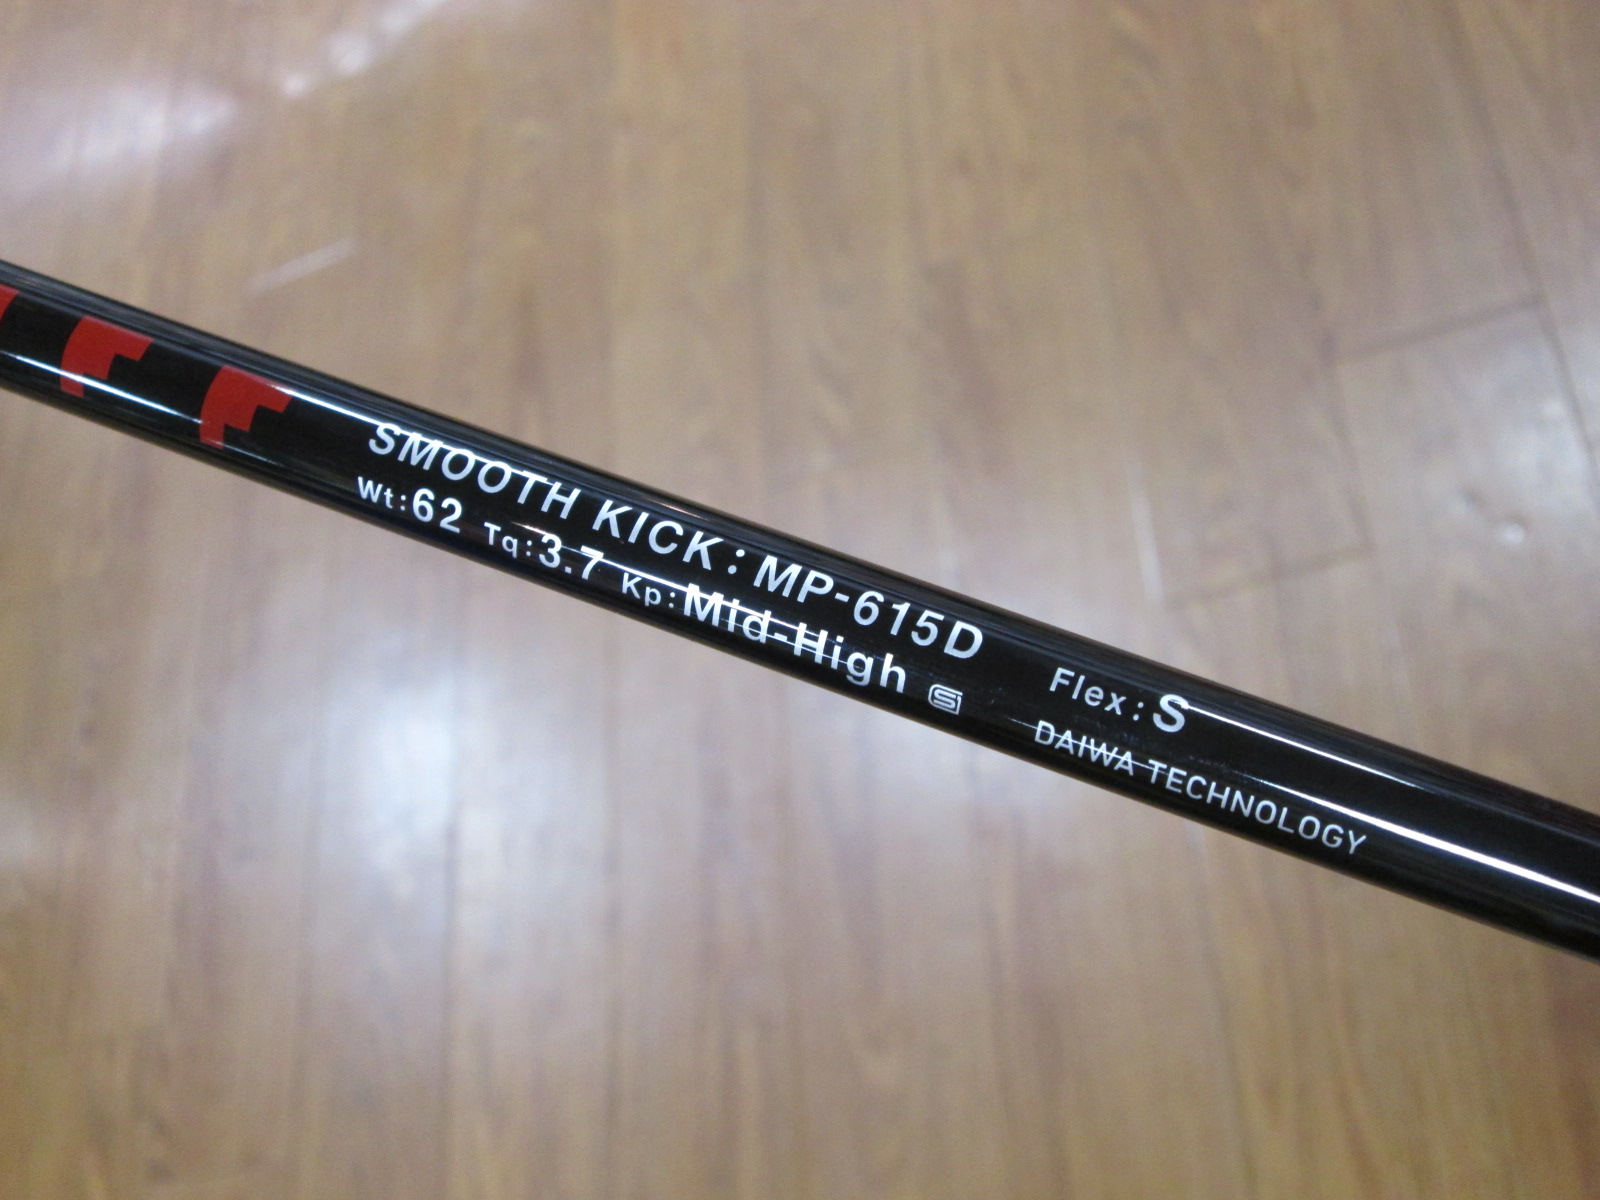 SMOOTH KICK: MP-615D
Wt:62 Tq:3.7 Kp:Mid-High
Flex: S
DAIWA TECHNOLOGY